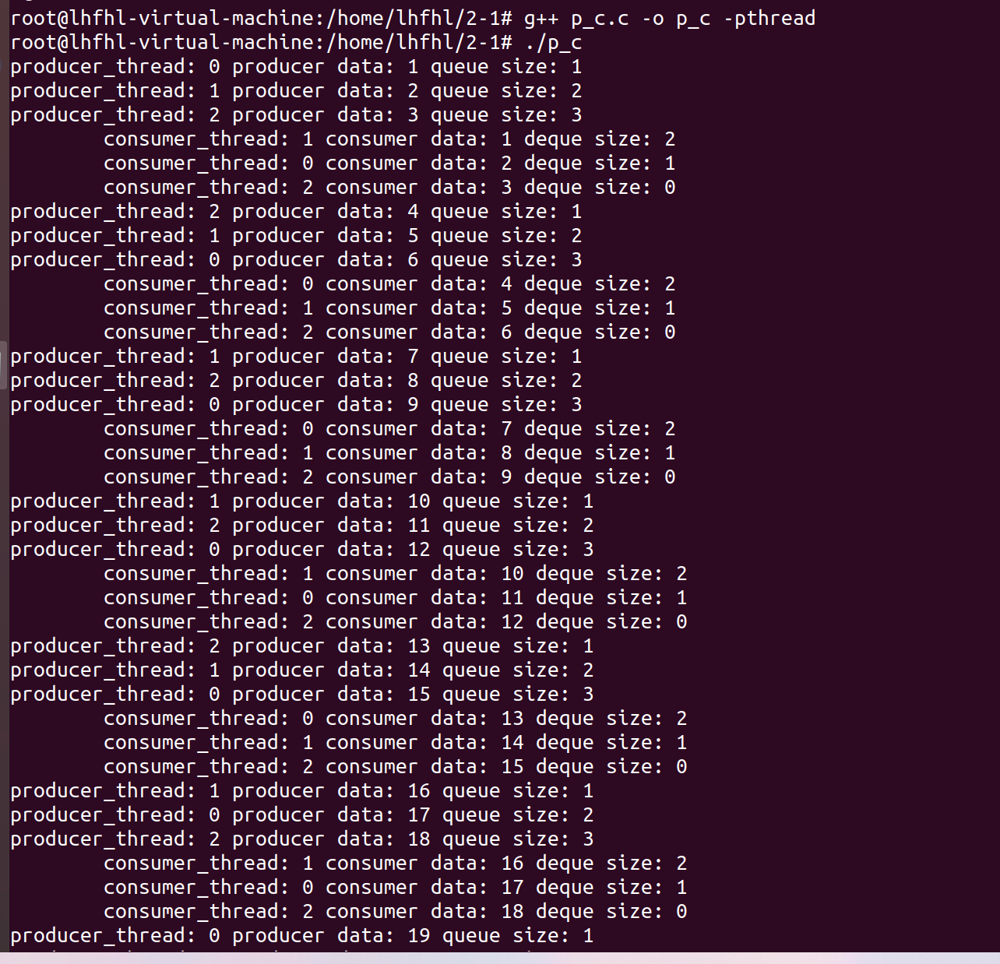 root@lhfhl-virtual-machine:/home/lhfhl/2-1# g++ p_c.c -o p_c -pthread
root@lhfhl-virtual-machine:/home/lhfhl/2-1# ./p_c
producer_thread: 0 producer data: 1 queue size: 1
producer_thread: 1 producer data: 2 queue size: 2
producer_thread: 2 producer data: 3 queue size: 3
        consumer_thread: 1 consumer data: 1 deque size: 2
        consumer_thread: 0 consumer data: 2 deque size: 1
        consumer_thread: 2 consumer data: 3 deque size: 0
producer_thread: 2 producer data: 4 queue size: 1
producer_thread: 1 producer data: 5 queue size: 2
producer_thread: 0 producer data: 6 queue size: 3
        consumer_thread: 0 consumer data: 4 deque size: 2
        consumer_thread: 1 consumer data: 5 deque size: 1
        consumer_thread: 2 consumer data: 6 deque size: 0
producer_thread: 1 producer data: 7 queue size: 1
producer_thread: 2 producer data: 8 queue size: 2
producer_thread: 0 producer data: 9 queue size: 3
        consumer_thread: 0 consumer data: 7 deque size: 2
        consumer_thread: 1 consumer data: 8 deque size: 1
        consumer_thread: 2 consumer data: 9 deque size: 0
producer_thread: 1 producer data: 10 queue size: 1
producer_thread: 2 producer data: 11 queue size: 2
producer_thread: 0 producer data: 12 queue size: 3
        consumer_thread: 1 consumer data: 10 deque size: 2
        consumer_thread: 0 consumer data: 11 deque size: 1
        consumer_thread: 2 consumer data: 12 deque size: 0
producer_thread: 2 producer data: 13 queue size: 1
producer_thread: 1 producer data: 14 queue size: 2
producer_thread: 0 producer data: 15 queue size: 3
        consumer_thread: 0 consumer data: 13 deque size: 2
        consumer_thread: 1 consumer data: 14 deque size: 1
        consumer_thread: 2 consumer data: 15 deque size: 0
producer_thread: 1 producer data: 16 queue size: 1
producer_thread: 0 producer data: 17 queue size: 2
producer_thread: 2 producer data: 18 queue size: 3
        consumer_thread: 1 consumer data: 16 deque size: 2
        consumer_thread: 0 consumer data: 17 deque size: 1
        consumer_thread: 2 consumer data: 18 deque size: 0
producer_thread: 0 producer data: 19 queue size: 1